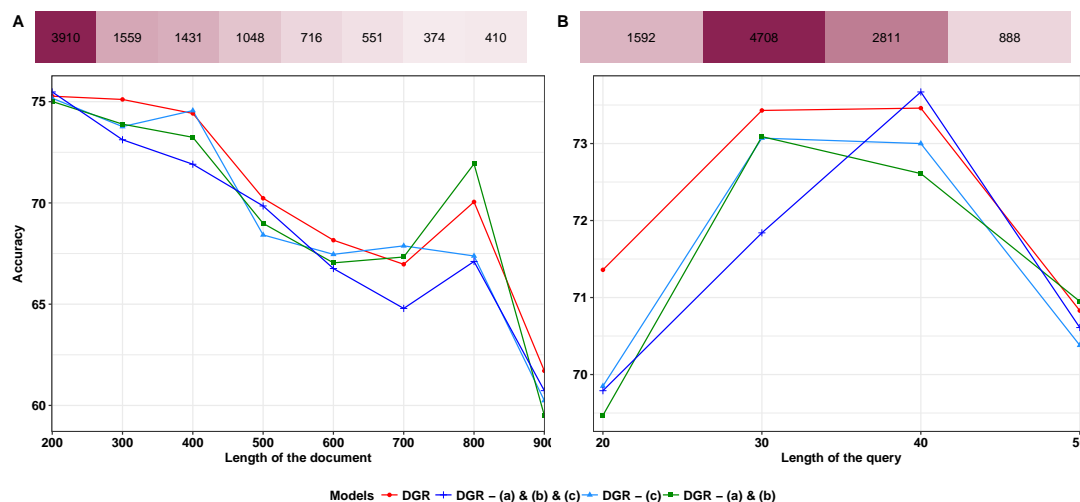 A
3910 1559 1431 1048 716 551 374 410
75
70
65
60
Accuracy
200 300 400 500 600 700 800 900
Length of the document
B
1592 4708 2811 888
73
72
71
70
20 30 40 5
Length of the query
Models DGR DGR − (a) & (b) & (c) DGR − (c) DGR − (a) & (b)